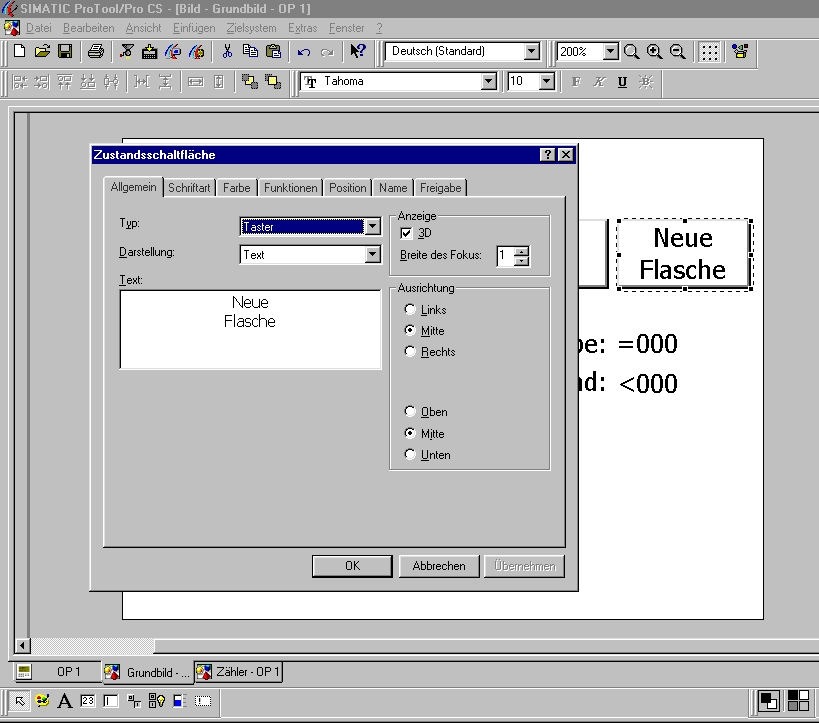 SIMATIC ProTool/Pro CS - [Bild - Grundbild - OP 1]
Datei Bearbeiten Ansicht Einfügen Zielsystem Extras Fenster ?
Deutsch (Standard) 200%
Tahoma 10 F K U
Zustandsschaltfläche
Allgemein Schriftart Farbe Funktionen Position Name Freigabe
Typ: Taster
Darstellung: Text
Text:
Neue
Flasche
Anzeige
3D
Breite des Fokus: 1
Ausrichtung
Links
Mitte
Rechts
Oben
Mitte
Unten
OK Abbrechen Übernehmen
Neue
Flasche
be: =000
nd: <000
OP 1 Grundbild - ... Zähler - OP 1
A 23